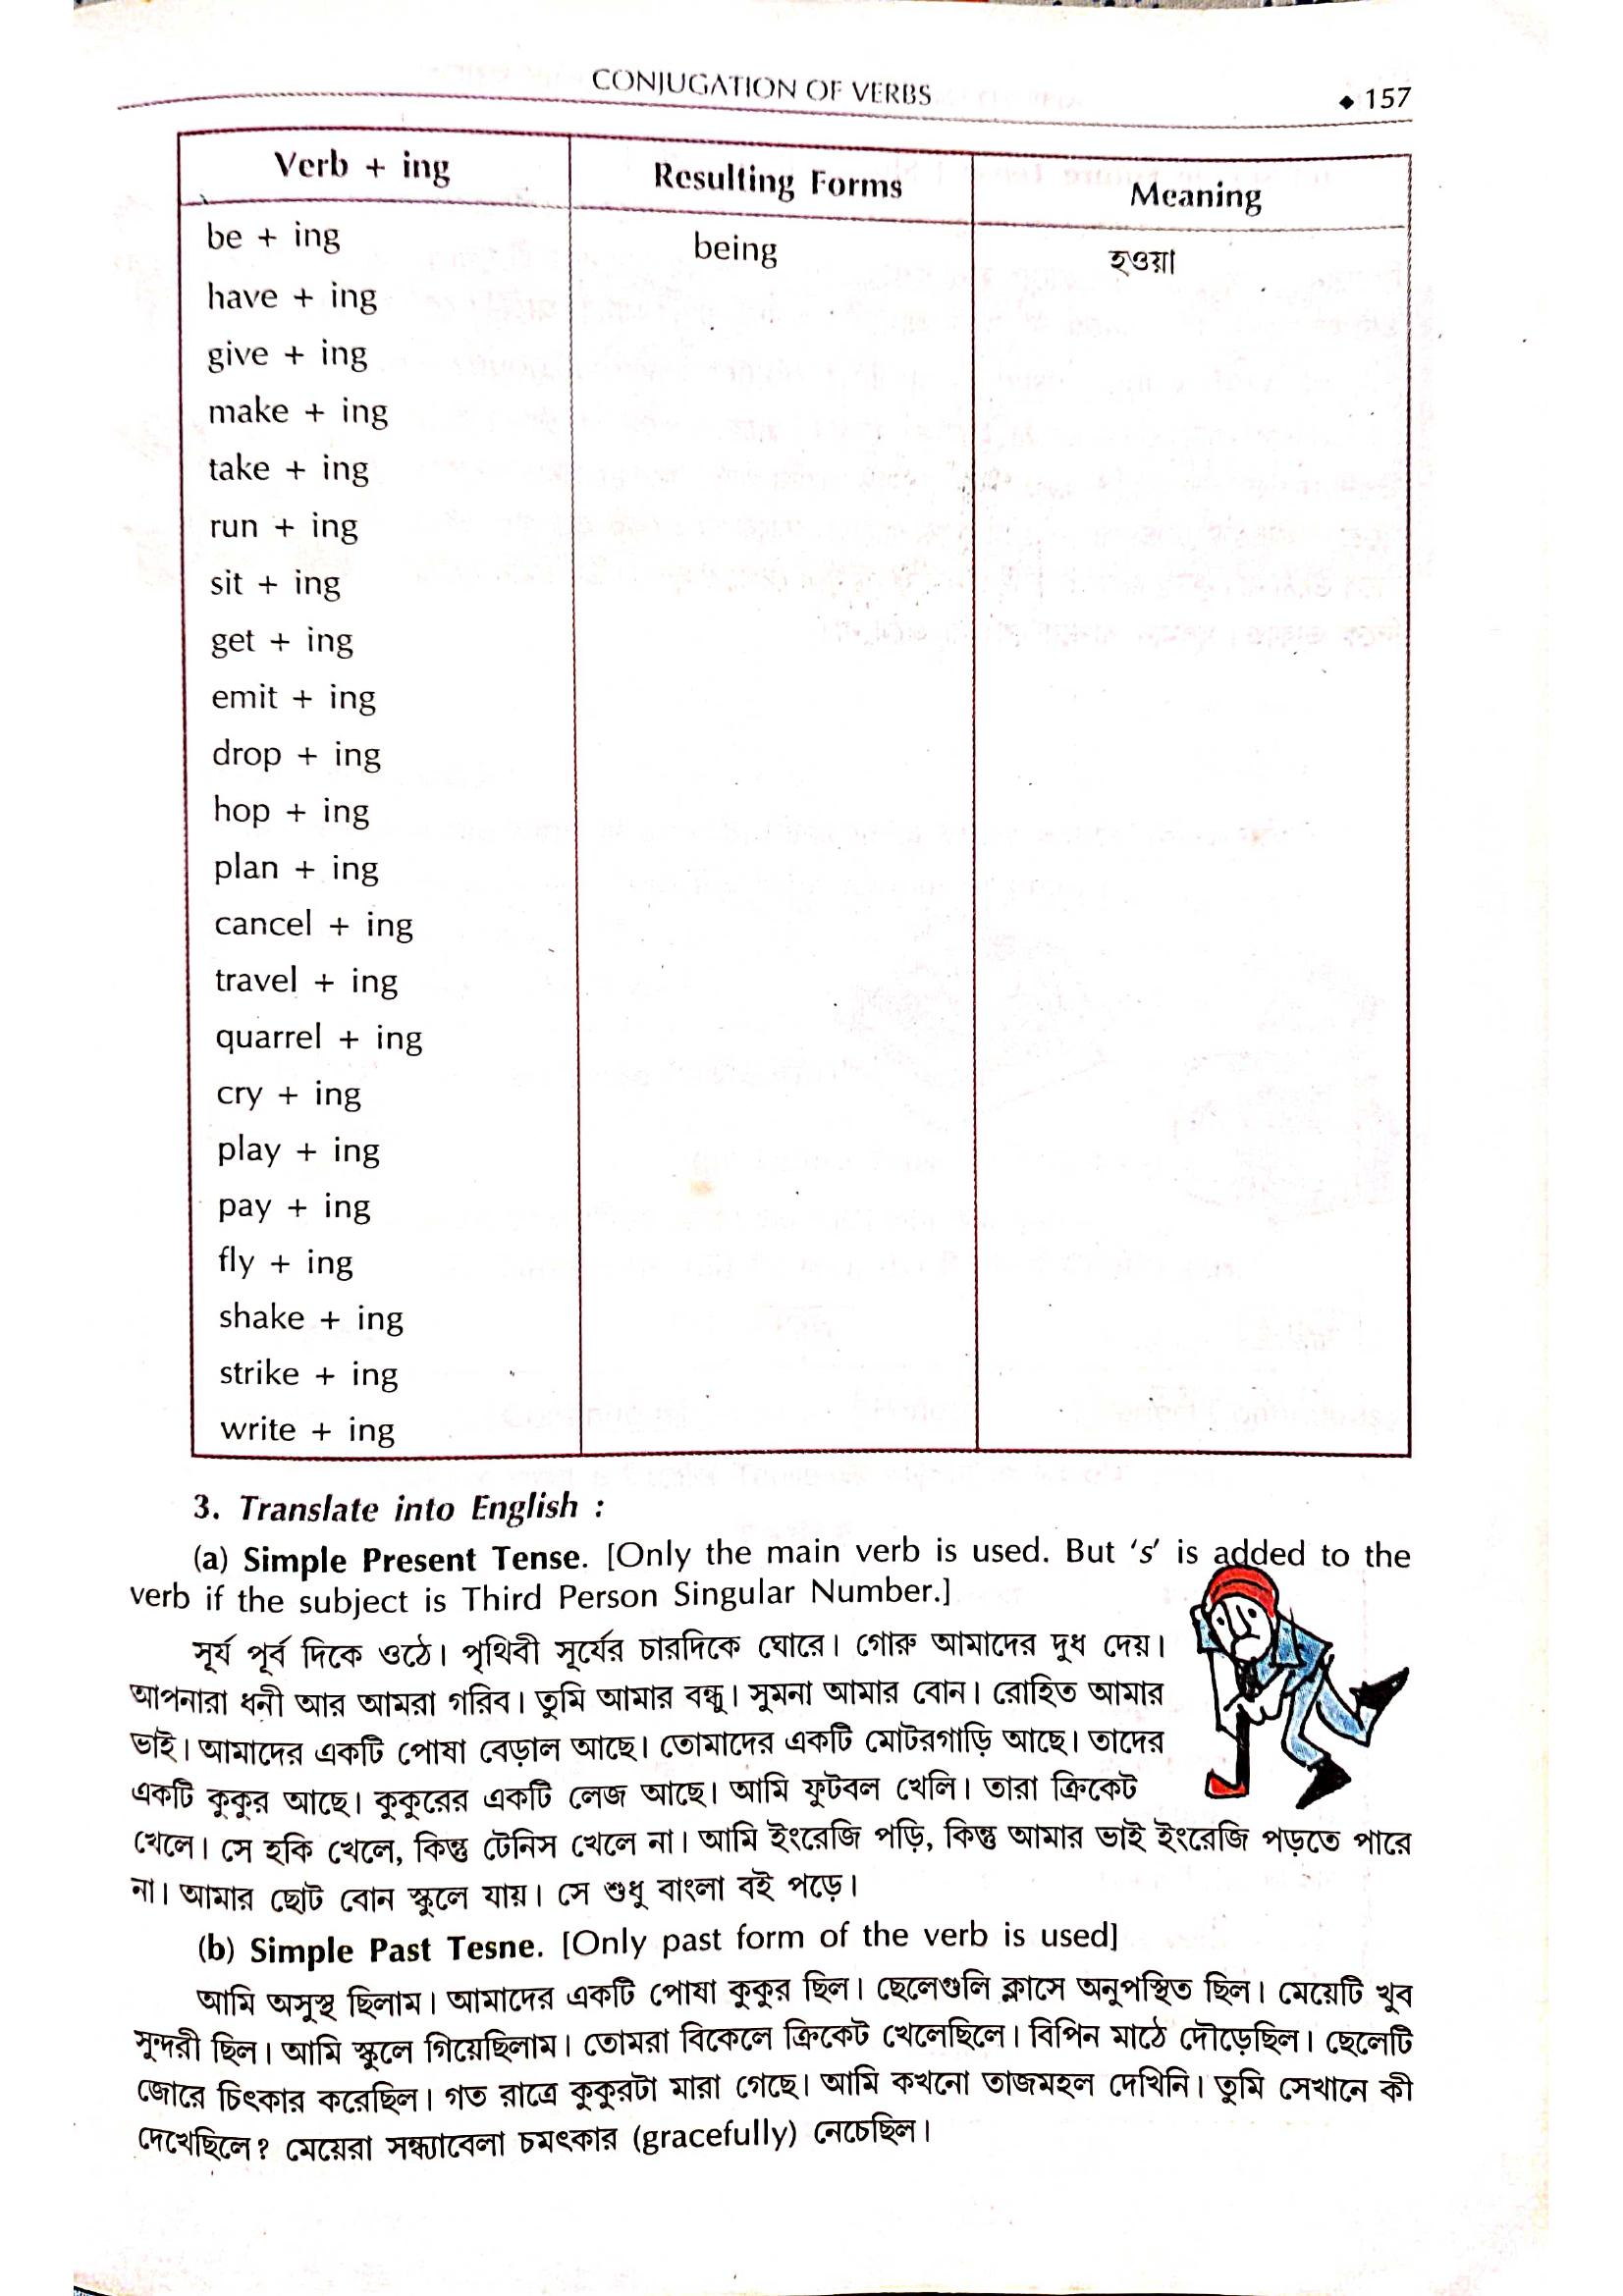 CONJUGATION OF VERBS ◆ 157
Verb + ing Resulting Forms Meaning
be + ing being হওয়া
have + ing
give + ing
make + ing
take + ing
run + ing
sit + ing
get + ing
emit + ing
drop + ing
hop + ing
plan + ing
cancel + ing
travel + ing
quarrel + ing
cry + ing
play + ing
pay + ing
fly + ing
shake + ing
strike + ing
write + ing
3. Translate into English :
(a) Simple Present Tense. [Only the main verb is used. But ‘s’ is added to the
verb if the subject is Third Person Singular Number.]
সূর্য পূর্ব দিকে ওঠে। পৃথিবী সূর্যের চারদিকে ঘোরে। গোরু আমাদের দুধ দেয়।
আপনারা ধনী আর আমরা গরিব। তুমি আমার বন্ধু। সুমনা আমার বোন। রোহিত আমার
ভাই। আমাদের একটি পোষা বেড়াল আছে। তোমাদের একটি মোটরগাড়ি আছে। তাদের
একটি কুকুর আছে। কুকুরের একটি লেজ আছে। আমি ফুটবল খেলি। তারা ক্রিকেট
খেলে। সে হকি খেলে, কিন্তু টেনিস খেলে না। আমি ইংরেজি পড়ি, কিন্তু আমার ভাই ইংরেজি পড়তে পারে
না। আমার ছোট বোন স্কুলে যায়। সে শুধু বাংলা বই পড়ে।
(b) Simple Past Tesne. [Only past form of the verb is used]
আমি অসুস্থ ছিলাম। আমাদের একটি পোষা কুকুর ছিল। ছেলেগুলি ক্লাসে অনুপস্থিত ছিল। মেয়েটি খুব
সুন্দরী ছিল। আমি স্কুলে গিয়েছিলাম। তোমরা বিকেলে ক্রিকেট খেলেছিলে। বিপিন মাঠে দৌড়েছিল। ছেলেটি
জোরে চিৎকার করেছিল। গত রাত্রে কুকুরটা মারা গেছে। আমি কখনো তাজমহল দেখিনি। তুমি সেখানে কী
দেখেছিলে? মেয়েরা সন্ধ্যাবেলা চমৎকার (gracefully) নেচেছিল।